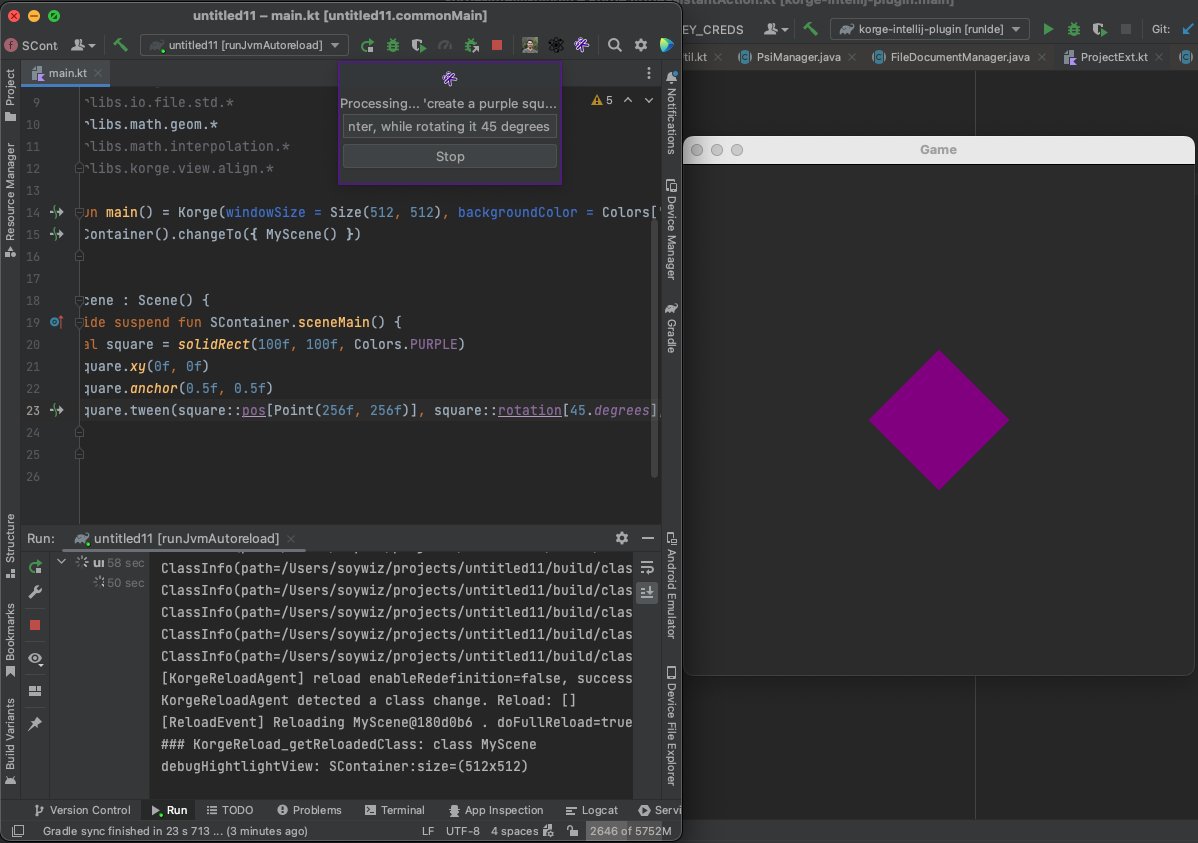 untitled11 – main.kt [untitled11.commonMain]
SCont
untitled11 [runJvmAutoreload]
main.kt
Processing... 'create a purple squ...
nter, while rotating it 45 degrees
Stop
5
9 libs.io.file.std.*
10 libs.math.geom.*
11 libs.math.interpolation.*
12 libs.korge.view.align.*
13
14 un main() = Korge(windowSize = Size(512, 512), backgroundColor = Colors[
15 Container().changeTo({ MyScene() })
16
17
18 cene : Scene() {
19 ide suspend fun SContainer.sceneMain() {
20 al square = solidRect(100f, 100f, Colors.PURPLE)
21 quare.xy(0f, 0f)
22 quare.anchor(0.5f, 0.5f)
23 quare.tween(square::pos[Point(256f, 256f)], square::rotation[45.degrees],
24
25
26
Project
Resource Manager
Structure
Bookmarks
Build Variants
Notifications
Device Manager
Gradle
Android Emulator
Device File Explorer
Run: untitled11 [runJvmAutoreload]
58 sec
50 sec
ClassInfo(path=/Users/soywiz/projects/untitled11/build/clas
ClassInfo(path=/Users/soywiz/projects/untitled11/build/clas
ClassInfo(path=/Users/soywiz/projects/untitled11/build/clas
ClassInfo(path=/Users/soywiz/projects/untitled11/build/clas
ClassInfo(path=/Users/soywiz/projects/untitled11/build/clas
[KorgeReloadAgent] reload enableRedefinition=false, success
KorgeReloadAgent detected a class change. Reload: []
[ReloadEvent] Reloading MyScene@180d0b6 . doFullReload=true
### KorgeReload_getReloadedClass: class MyScene
debugHightlightView: SContainer:size=(512x512)
Version Control Run TODO Problems Terminal App Inspection Logcat Servi
Gradle sync finished in 23 s 713 ... (3 minutes ago) LF UTF-8 4 spaces 2646 of 5752M
stantAction.kt [korge-intellij-plugin.main]
EY_CREDS korge-intellij-plugin [runIde] Git:
til.kt PsiManager.java FileDocumentManager.java ProjectExt.kt
Game